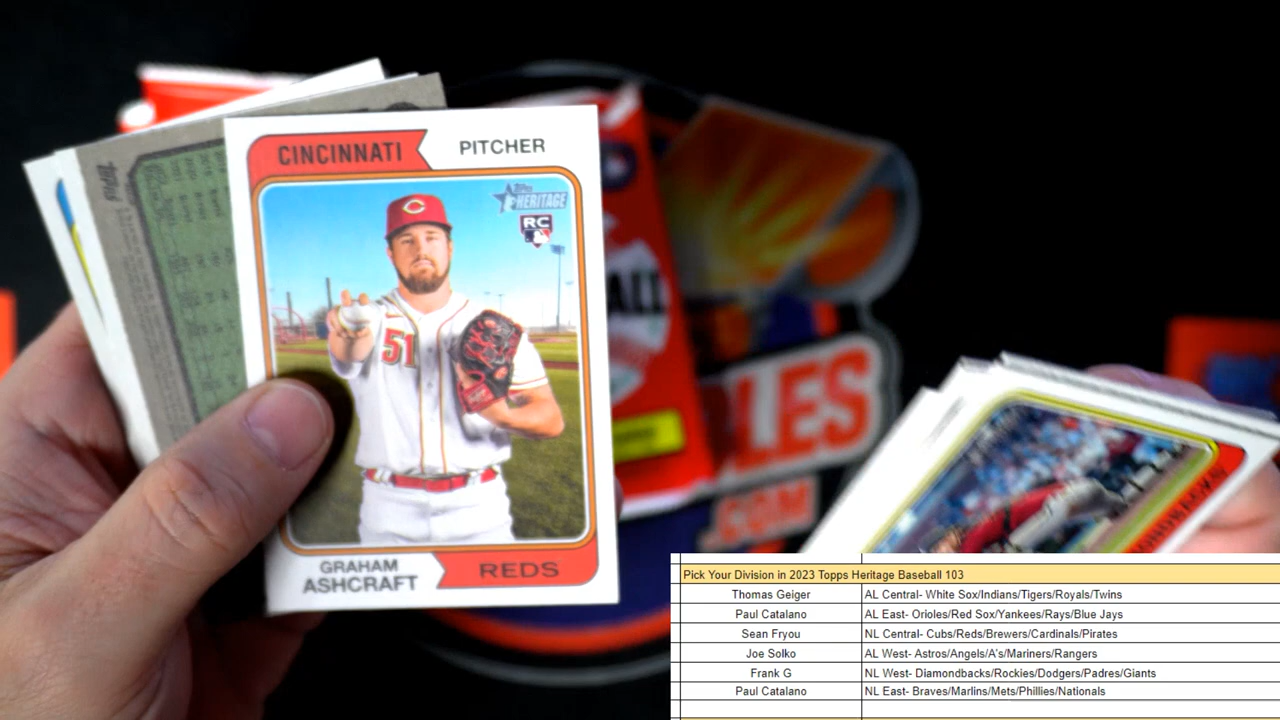 CINCINNATI
PITCHER
Topps
HERITAGE
RC
51
GRAHAM
ASHCRAFT
REDS
ALL
LES
.COM
Pick Your Division in 2023 Topps Heritage Baseball 103
Thomas Geiger AL Central- White Sox/Indians/Tigers/Royals/Twins
Paul Catalano AL East- Orioles/Red Sox/Yankees/Rays/Blue Jays
Sean Fryou NL Central- Cubs/Reds/Brewers/Cardinals/Pirates
Joe Solko AL West- Astros/Angels/A's/Mariners/Rangers
Frank G NL West- Diamondbacks/Rockies/Dodgers/Padres/Giants
Paul Catalano NL East- Braves/Marlins/Mets/Phillies/Nationals